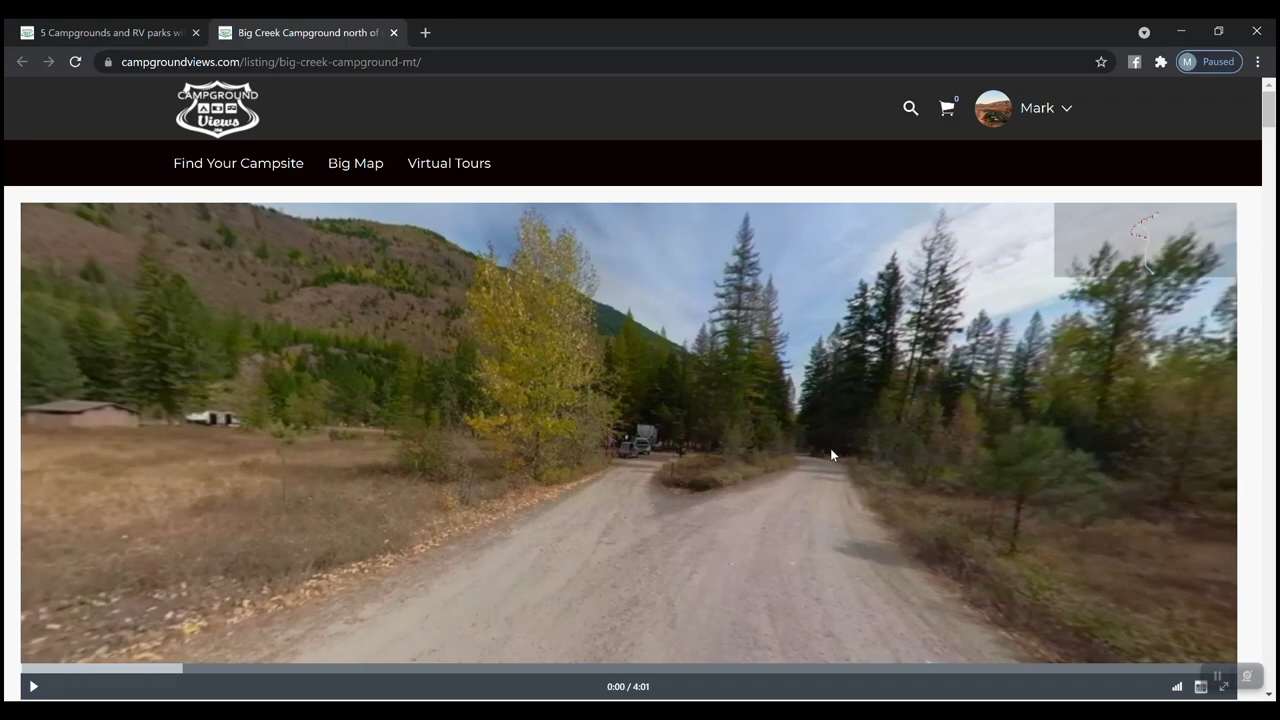 5 Campgrounds and RV parks wi
Big Creek Campground north of
campgroundviews.com/listing/big-creek-campground-mt/
M Paused
CAMPGROUND
Views
0
Mark
Find Your Campsite Big Map Virtual Tours
0:00 / 4:01